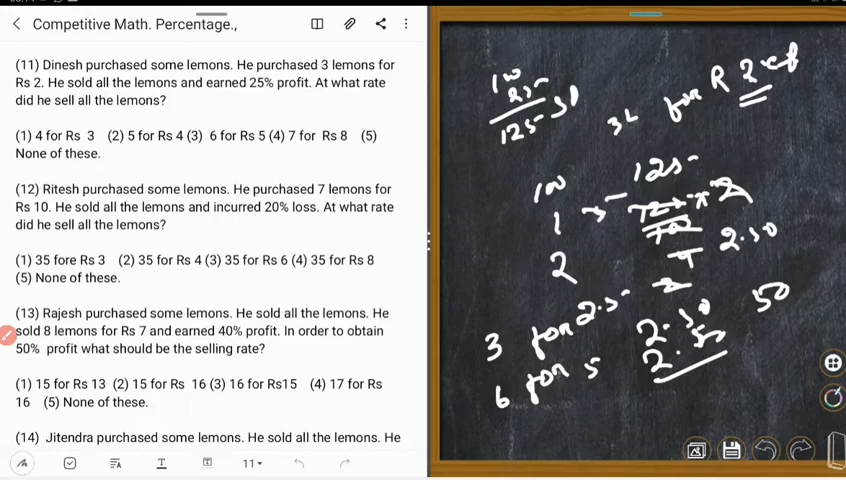 Competitive Math. Percentage.,
(11) Dinesh purchased some lemons. He purchased 3 lemons for
Rs 2. He sold all the lemons and earned 25% profit. At what rate
did he sell all the lemons?
(1) 4 for Rs 3 (2) 5 for Rs 4 (3) 6 for Rs 5 (4) 7 for Rs 8 (5)
None of these.
(12) Ritesh purchased some lemons. He purchased 7 lemons for
Rs 10. He sold all the lemons and incurred 20% loss. At what rate
did he sell all the lemons?
(1) 35 fore Rs 3 (2) 35 for Rs 4 (3) 35 for Rs 6 (4) 35 for Rs 8
(5) None of these.
(13) Rajesh purchased some lemons. He sold all the lemons. He
sold 8 lemons for Rs 7 and earned 40% profit. In order to obtain
50% profit what should be the selling rate?
(1) 15 for Rs 13 (2) 15 for Rs 16 (3) 16 for Rs15 (4) 17 for Rs
16 (5) None of these.
(14) Jitendra purchased some lemons. He sold all the lemons. He
11
100
25
125
3L for R 2
100 125
1
2 2.50
3 for 2.5
2.50 50
6 for 5 2.50